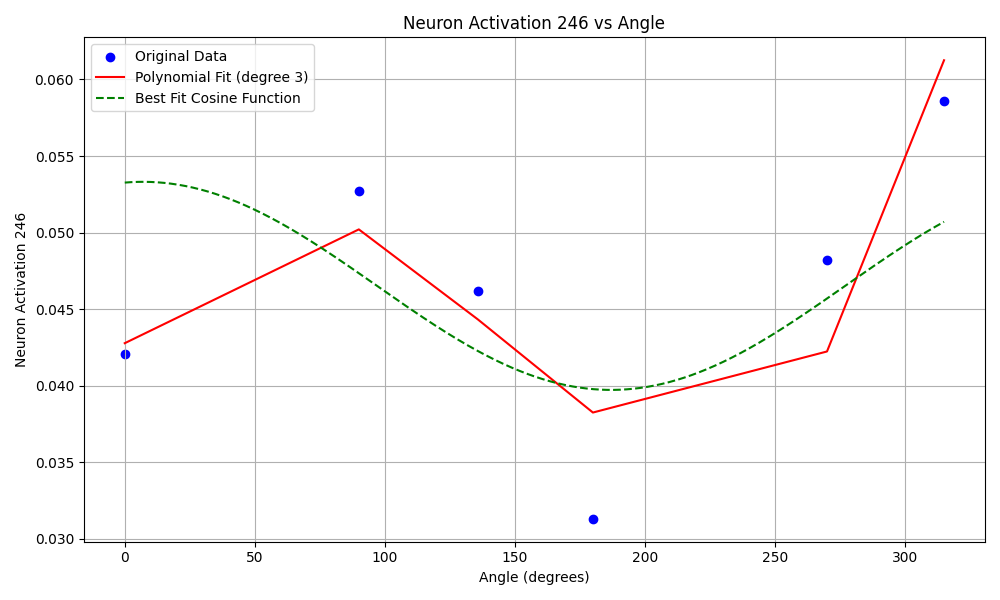 Neuron Activation 246 vs Angle
Original Data
Polynomial Fit (degree 3)
Best Fit Cosine Function
Neuron Activation 246
0.060
0.055
0.050
0.045
0.040
0.035
0.030
0
50
100
150
200
250
300
Angle (degrees)